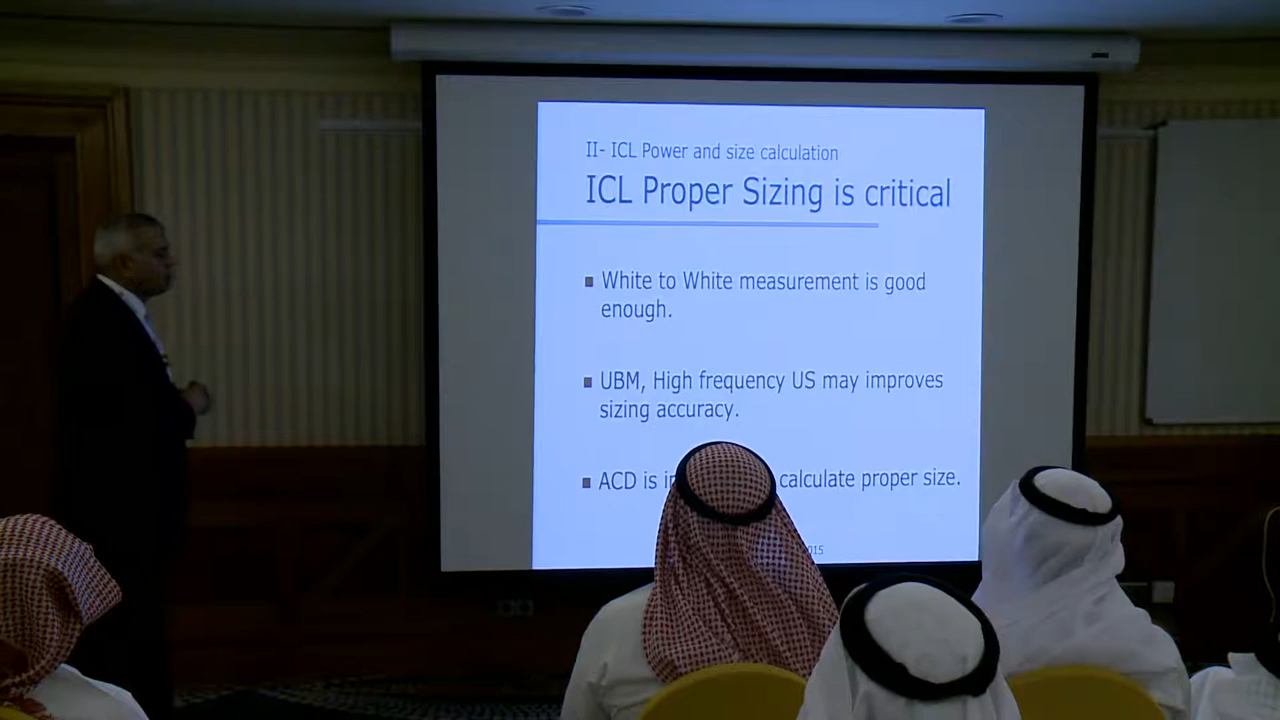 II- ICL Power and size calculation
ICL Proper Sizing is critical
White to White measurement is good
enough.
UBM, High frequency US may improves
sizing accuracy.
ACD is calculate proper size.